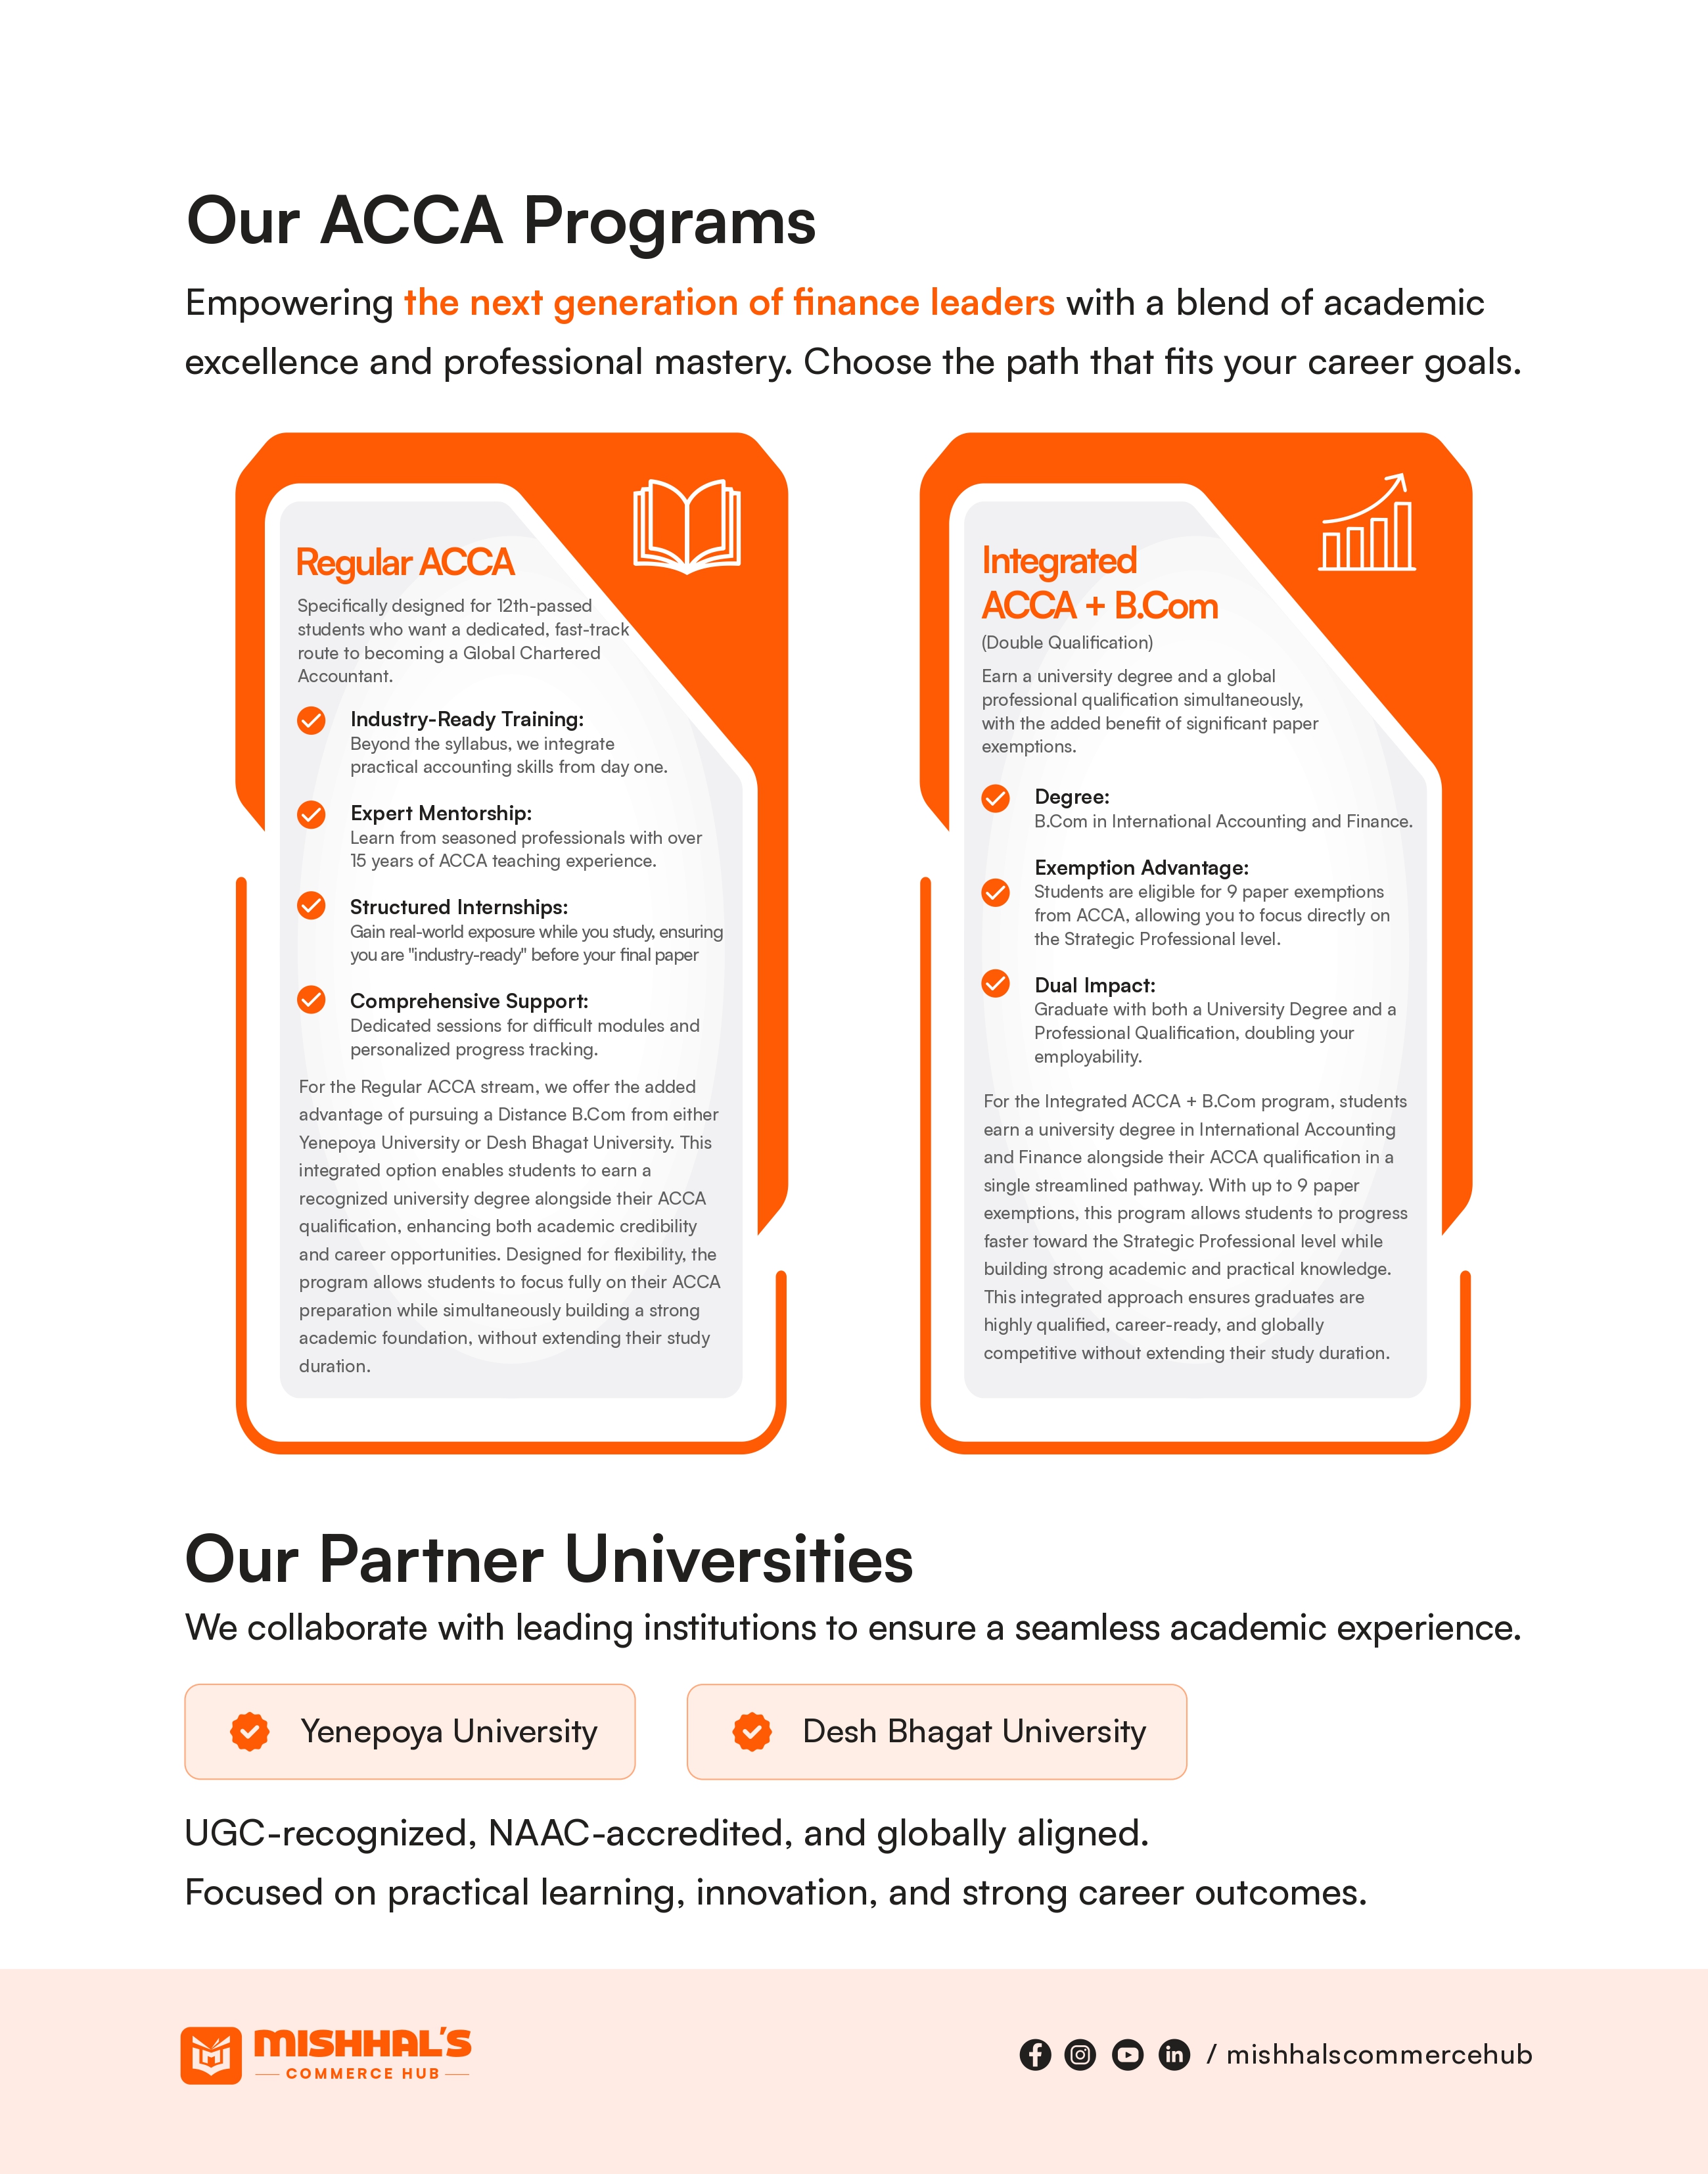 Our ACCA Programs
Empowering the next generation of finance leaders with a blend of academic
excellence and professional mastery. Choose the path that fits your career goals.
Regular ACCA
Specifically designed for 12th-passed
students who want a dedicated, fast-track
route to becoming a Global Chartered
Accountant.
Industry-Ready Training:
Beyond the syllabus, we integrate
practical accounting skills from day one.
Expert Mentorship:
Learn from seasoned professionals with over
15 years of ACCA teaching experience.
Structured Internships:
Gain real-world exposure while you study, ensuring
you are "industry-ready" before your final paper
Comprehensive Support:
Dedicated sessions for difficult modules and
personalized progress tracking.
For the Regular ACCA stream, we offer the added
advantage of pursuing a Distance B.Com from either
Yenepoya University or Desh Bhagat University. This
integrated option enables students to earn a
recognized university degree alongside their ACCA
qualification, enhancing both academic credibility
and career opportunities. Designed for flexibility, the
program allows students to focus fully on their ACCA
preparation while simultaneously building a strong
academic foundation, without extending their study
duration.
Integrated
ACCA + B.Com
(Double Qualification)
Earn a university degree and a global
professional qualification simultaneously,
with the added benefit of significant paper
exemptions.
Degree:
B.Com in International Accounting and Finance.
Exemption Advantage:
Students are eligible for 9 paper exemptions
from ACCA, allowing you to focus directly on
the Strategic Professional level.
Dual Impact:
Graduate with both a University Degree and a
Professional Qualification, doubling your
employability.
For the Integrated ACCA + B.Com program, students
earn a university degree in International Accounting
and Finance alongside their ACCA qualification in a
single streamlined pathway. With up to 9 paper
exemptions, this program allows students to progress
faster toward the Strategic Professional level while
building strong academic and practical knowledge.
This integrated approach ensures graduates are
highly qualified, career-ready, and globally
competitive without extending their study duration.
Our Partner Universities
We collaborate with leading institutions to ensure a seamless academic experience.
Yenepoya University
Desh Bhagat University
UGC-recognized, NAAC-accredited, and globally aligned.
Focused on practical learning, innovation, and strong career outcomes.
MISHHAL'S
COMMERCE HUB
/ mishhalscommercehub